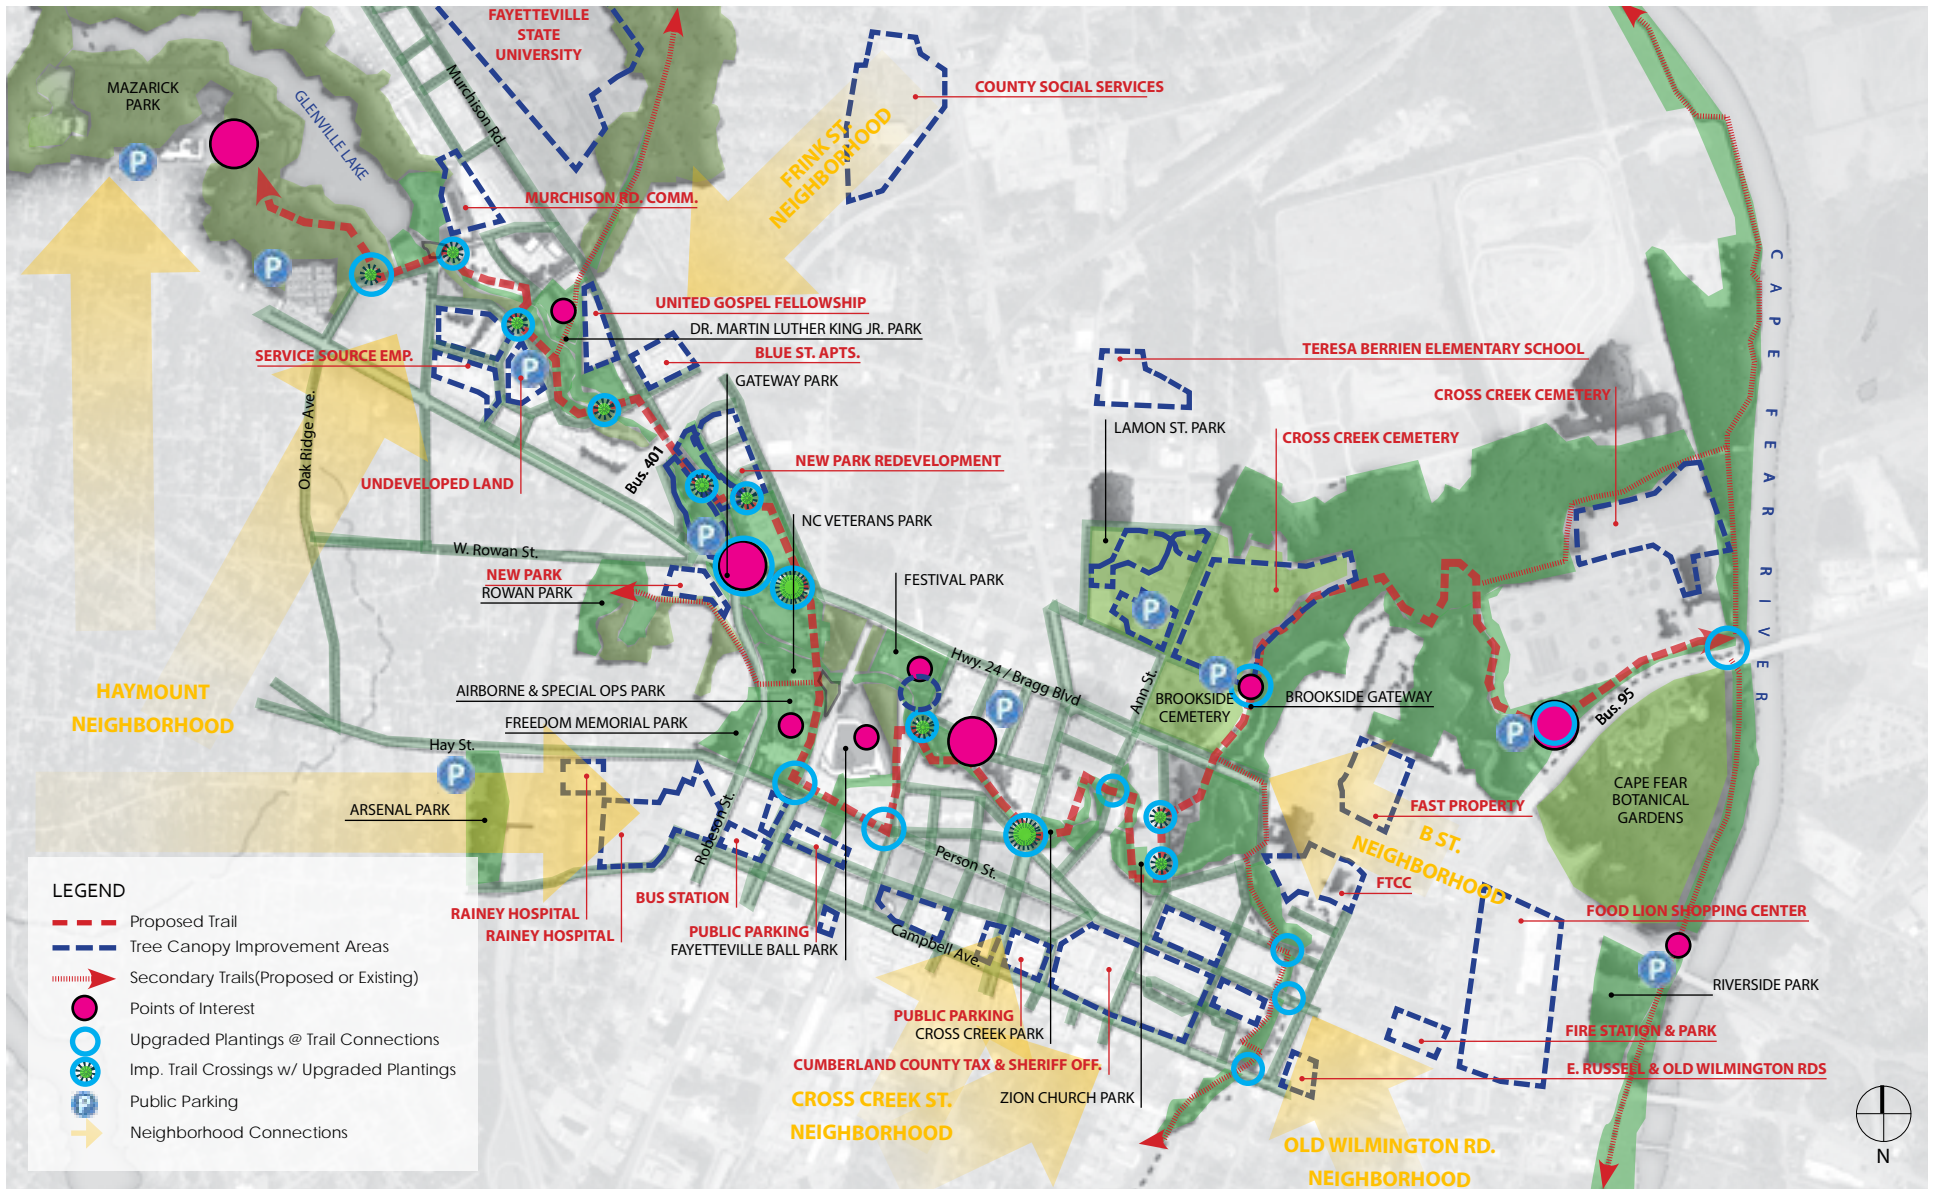 FAYETTEVILLE
STATE
UNIVERSITY
MAZARICK
PARK
GLENVILLE LAKE
Murchison Rd.
COUNTY SOCIAL SERVICES
FRINK ST.
NEIGHBORHOOD
P
MURCHISON RD. COMM.
P
CAPE FEAR RIVER
UNITED GOSPEL FELLOWSHIP
DR. MARTIN LUTHER KING JR. PARK
SERVICE SOURCE EMP.
BLUE ST. APTS.
TERESA BERRIEN ELEMENTARY SCHOOL
P
GATEWAY PARK
CROSS CREEK CEMETERY
Oak Ridge Ave.
LAMON ST. PARK
CROSS CREEK CEMETERY
Bus. 401
NEW PARK REDEVELOPMENT
UNDEVELOPED LAND
NC VETERANS PARK
P
W. Rowan St.
NEW PARK
ROWAN PARK
FESTIVAL PARK
P
Hwy. 24 / Bragg Blvd
Ann St.
P
HAYMOUNT
NEIGHBORHOOD
AIRBORNE & SPECIAL OPS PARK
BROOKSIDE
CEMETERY
BROOKSIDE GATEWAY
P
Bus. 95
FREEDOM MEMORIAL PARK
P
Hay St.
P
ARSENAL PARK
Robeson St.
CAPE FEAR
BOTANICAL
GARDENS
FAST PROPERTY
B ST.
NEIGHBORHOOD
Person St.
FTCC
RAINEY HOSPITAL
RAINEY HOSPITAL
BUS STATION
PUBLIC PARKING
FAYETTEVILLE BALL PARK
Campbell Ave.
FOOD LION SHOPPING CENTER
P
RIVERSIDE PARK
PUBLIC PARKING
CROSS CREEK PARK
FIRE STATION & PARK
CUMBERLAND COUNTY TAX & SHERIFF OFF.
E. RUSSELL & OLD WILMINGTON RDS
ZION CHURCH PARK
CROSS CREEK ST.
NEIGHBORHOOD
OLD WILMINGTON RD.
NEIGHBORHOOD
LEGEND
Proposed Trail
Tree Canopy Improvement Areas
Secondary Trails(Proposed or Existing)
Points of Interest
Upgraded Plantings @ Trail Connections
Imp. Trail Crossings w/ Upgraded Plantings
P Public Parking
Neighborhood Connections
N